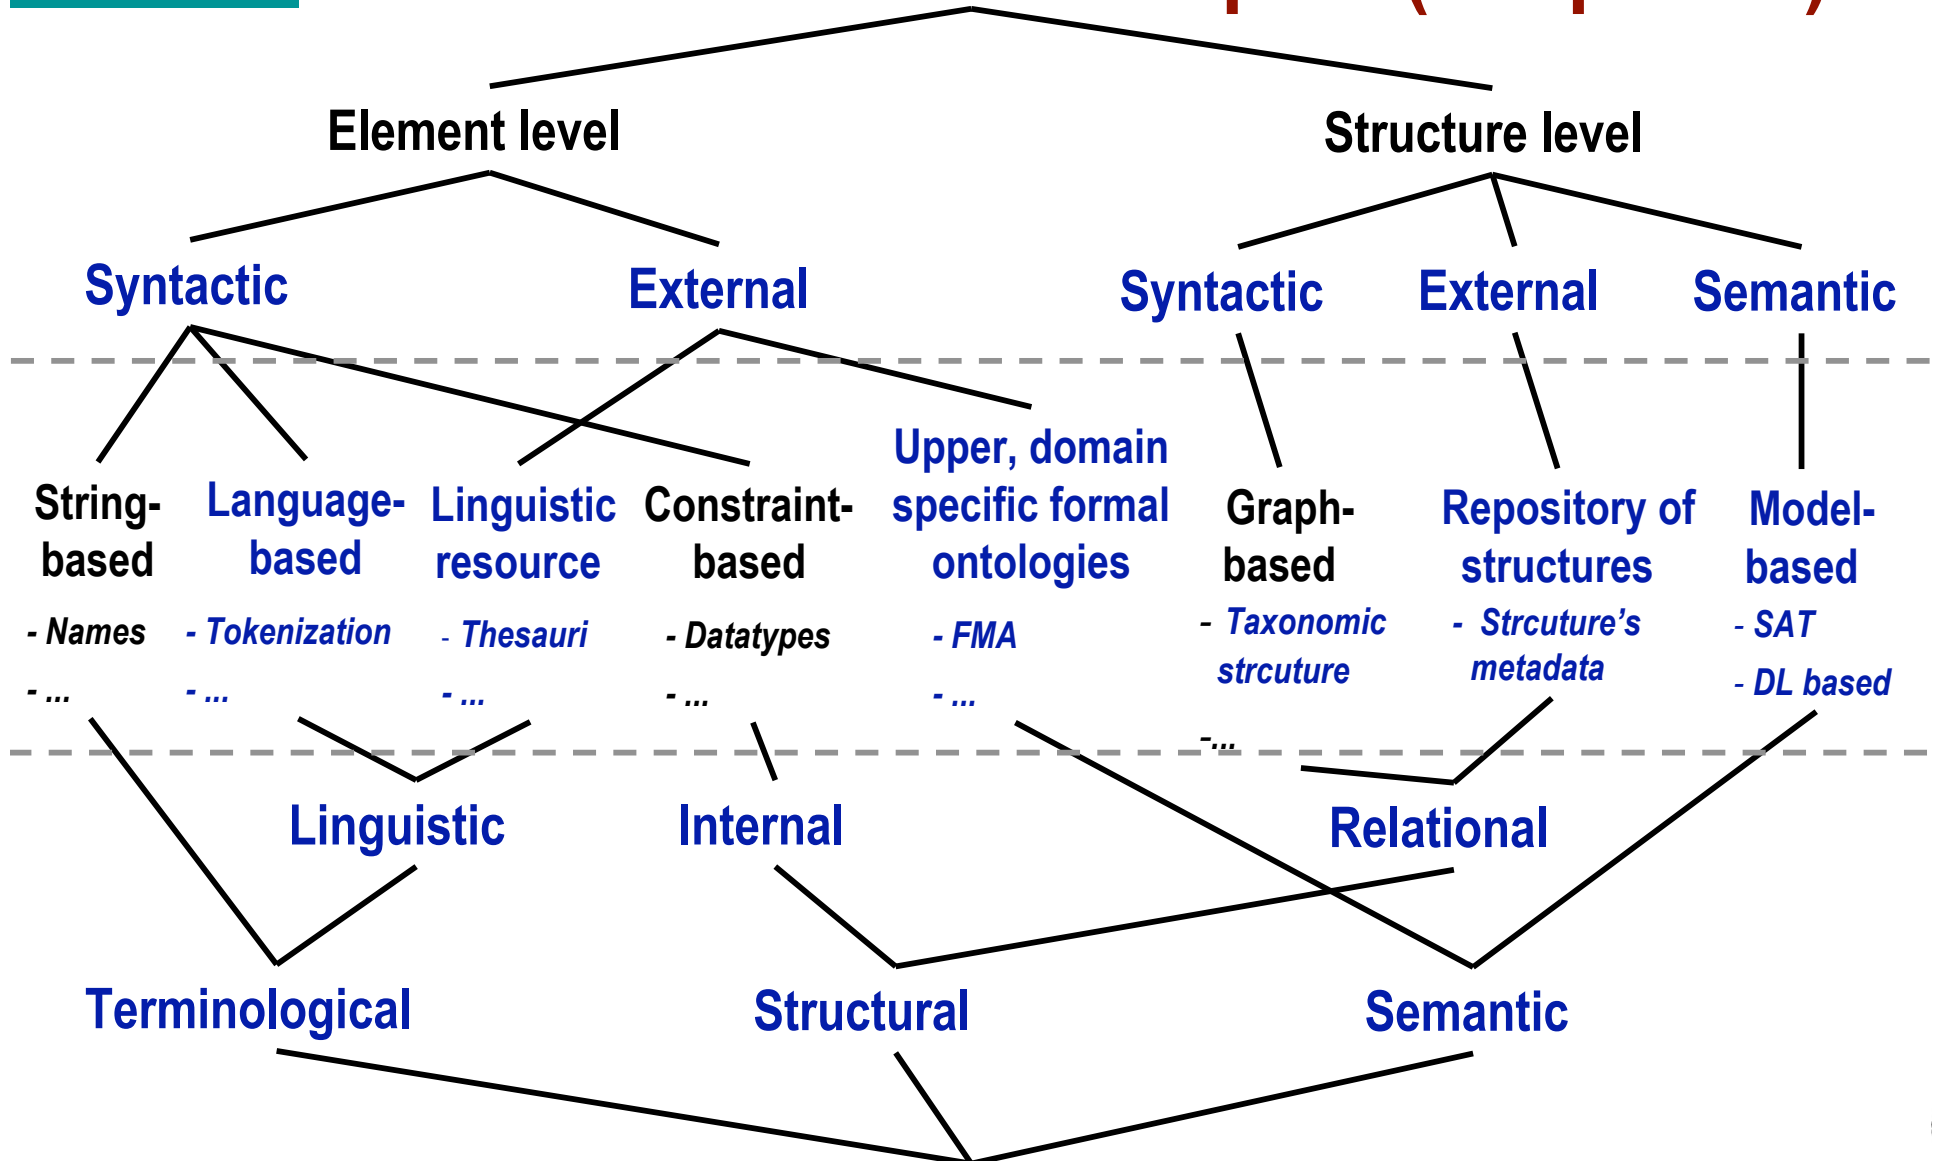 Element level
Structure level
Syntactic
External
Syntactic
External
Semantic
String-
based
- Names
- ...
Language-
based
- Tokenization
- ...
Linguistic
resource
- Thesauri
- ...
Constraint-
based
- Datatypes
- ...
Upper, domain
specific formal
ontologies
- FMA
- ...
Graph-
based
- Taxonomic
strcuture
-...
Repository of
structures
- Strcuture's
metadata
Model-
based
- SAT
- DL based
Linguistic
Internal
Relational
Terminological
Structural
Semantic